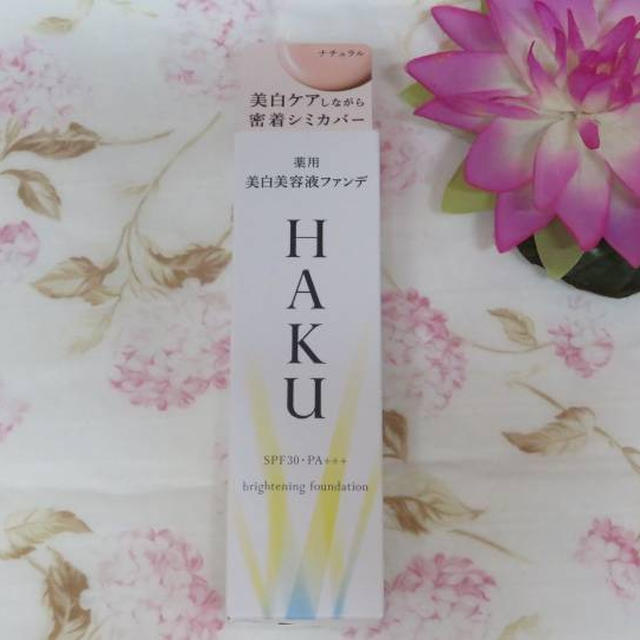 ナチュラル
美白ケアしながら
密着シミカバー
薬用
美白美容液ファンデ
HAKU
SPF30・PA+++
brightening foundation